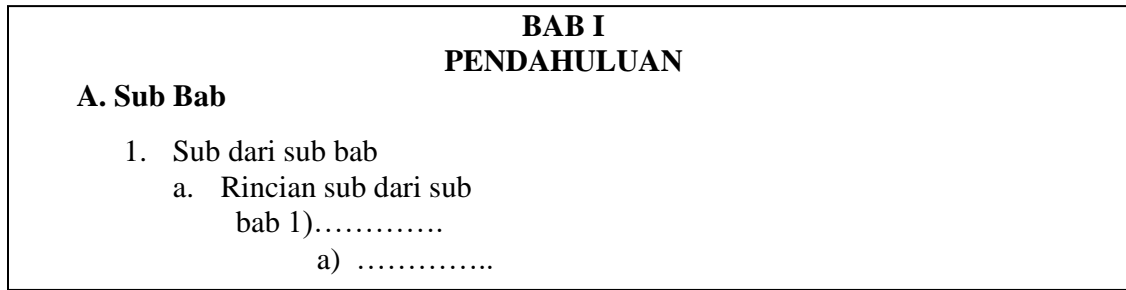 BAB I
PENDAHULUAN
A. Sub Bab
1. Sub dari sub bab
a. Rincian sub dari sub
bab 1)………….
a) …………..